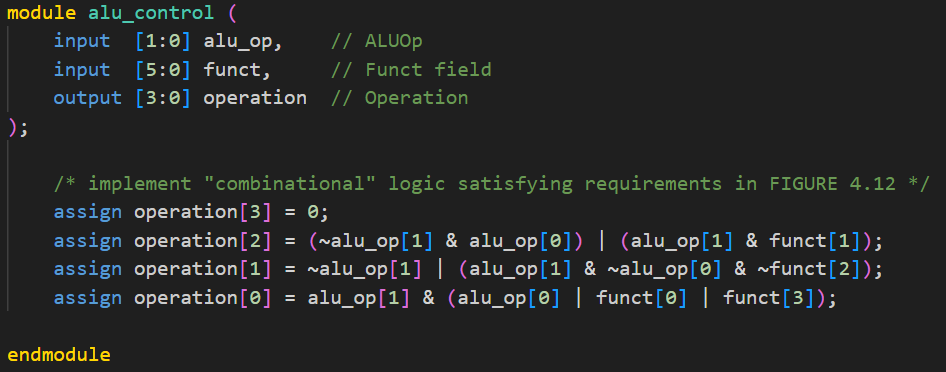 module alu_control (
    input  [1:0] alu_op,    // ALUOp
    input  [5:0] funct,     // Funct field
    output [3:0] operation  // Operation
);

    /* implement "combinational" logic satisfying requirements in FIGURE 4.12 */
    assign operation[3] = 0;
    assign operation[2] = (~alu_op[1] & alu_op[0]) | (alu_op[1] & funct[1]);
    assign operation[1] = ~alu_op[1] | (alu_op[1] & ~alu_op[0] & ~funct[2]);
    assign operation[0] = alu_op[1] & (alu_op[0] | funct[0] | funct[3]);

endmodule